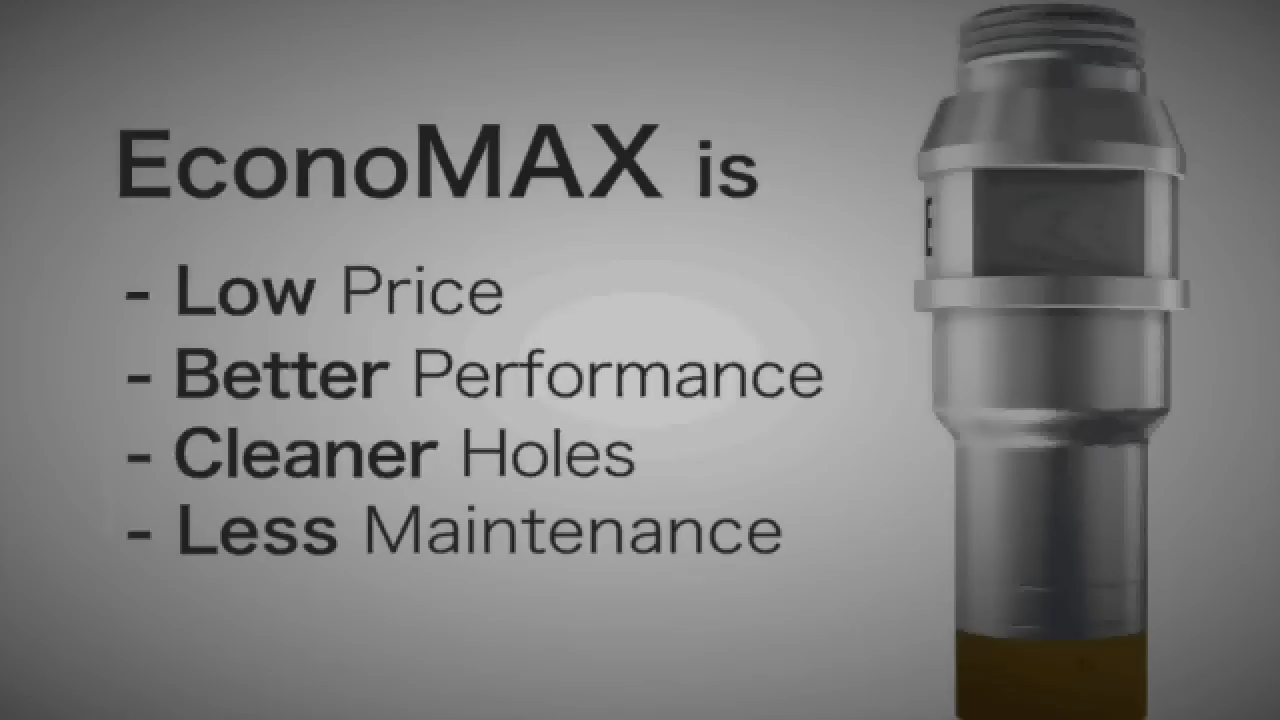 EconoMAX is
- Low Price
- Better Performance
- Cleaner Holes
- Less Maintenance
E